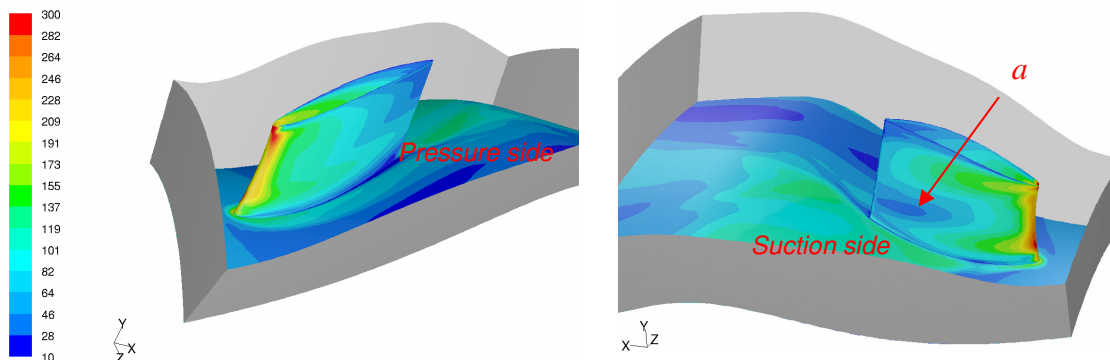 300
282
264
246
228
209
191
173
155
137
119
101
82
64
46
28
10
Pressure side
Y
X
Z
a
Suction side
Y
X
Z